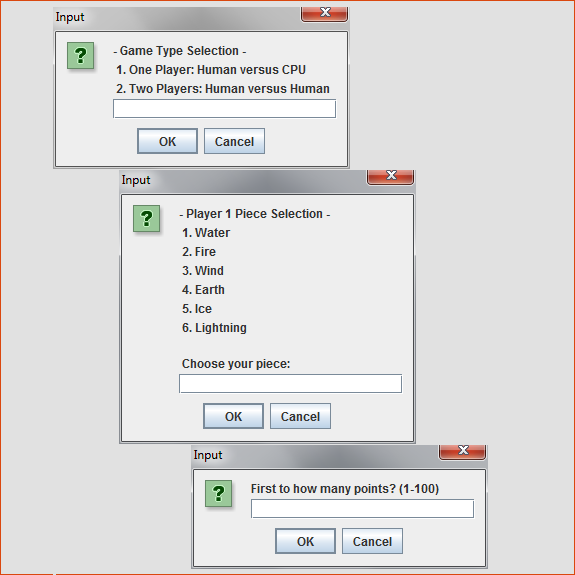 Input
- Game Type Selection -
1. One Player: Human versus CPU
2. Two Players: Human versus Human
OK
Cancel
Input
- Player 1 Piece Selection -
1. Water
2. Fire
3. Wind
4. Earth
5. Ice
6. Lightning
Choose your piece:
OK
Cancel
Input
First to how many points? (1-100)
OK
Cancel